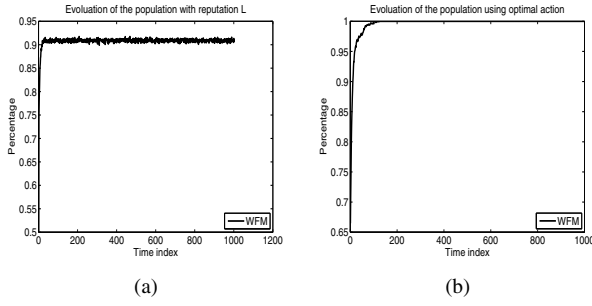 Evoluation of the population with reputation L
0.95
0.9
0.85
0.8
0.75
0.7
0.65
0.6
0.55
0.5
Percentage
0 200 400 600 800 1000 1200
Time index
WFM
(a)
Evaluation of the population using optimal action
1
0.95
0.9
0.85
0.8
0.75
0.7
0.65
Percentage
0 200 400 600 800 1000
Time index
WFM
(b)